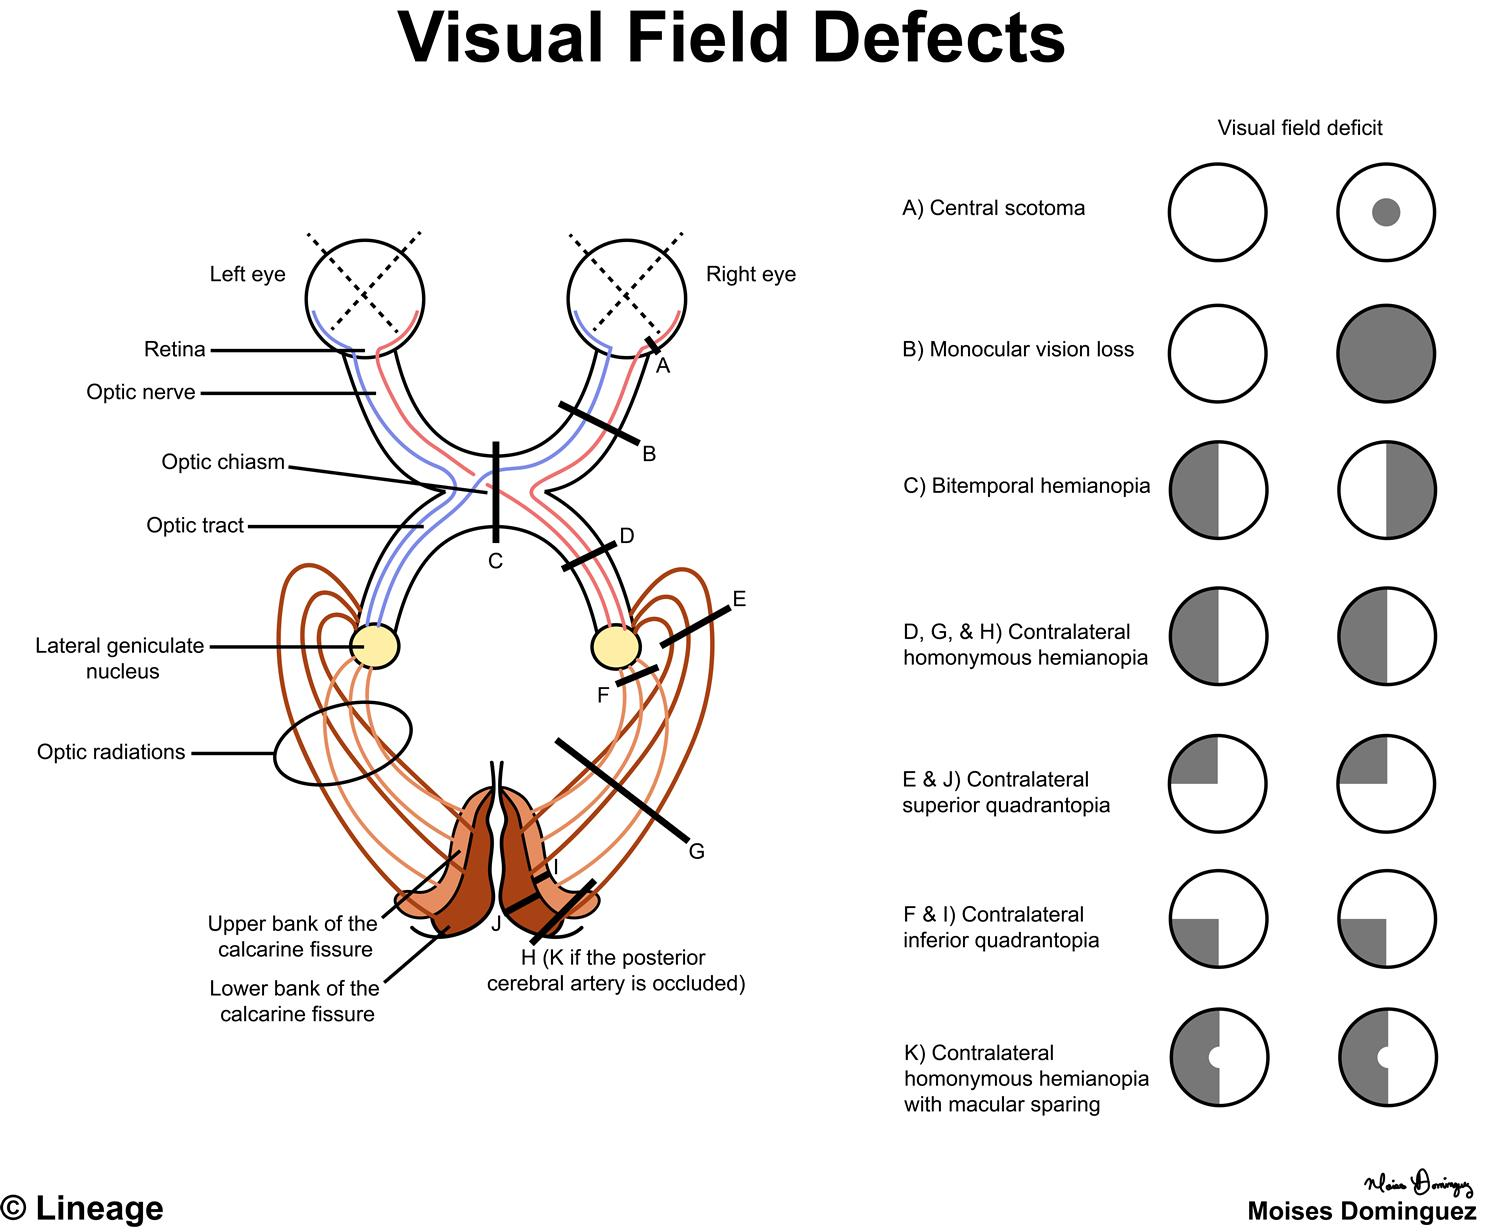 Visual Field Defects
Visual field deficit
A) Central scotoma
B) Monocular vision loss
C) Bitemporal hemianopia
D, G, & H) Contralateral
homonymous hemianopia
E & J) Contralateral
superior quadrantopia
F & I) Contralateral
inferior quadrantopia
K) Contralateral
homonymous hemianopia
with macular sparing
Left eye
Right eye
Retina
A
Optic nerve
B
Optic chiasm
Optic tract
D
C
E
Lateral geniculate
nucleus
F
Optic radiations
G
I
J
Upper bank of the
calcarine fissure
H (K if the posterior
cerebral artery is occluded)
Lower bank of the
calcarine fissure
© Lineage
Moises Dominguez
Moises Dominguez